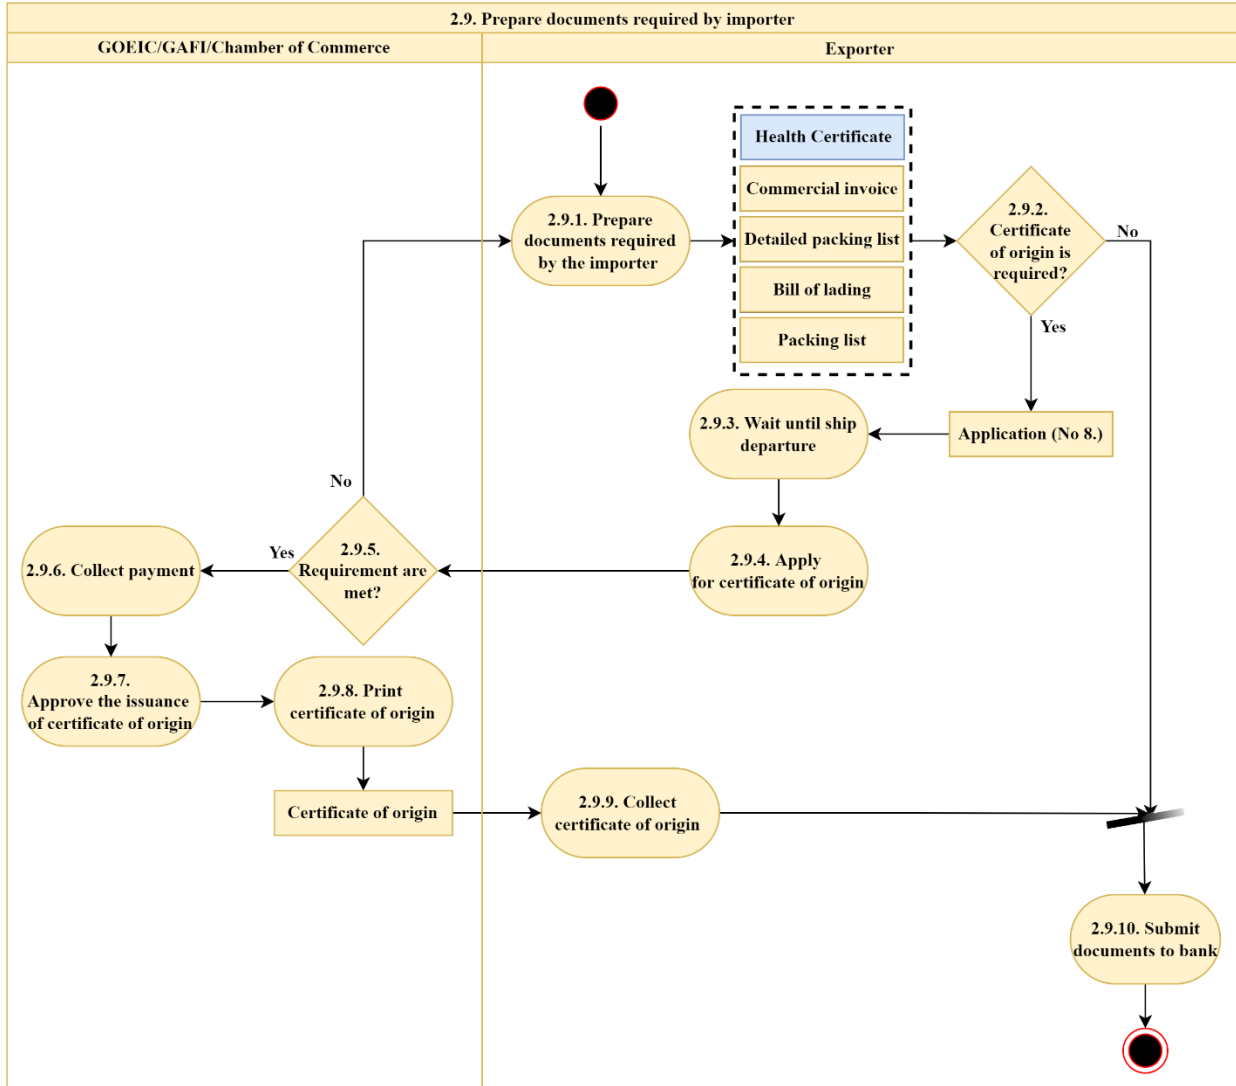 2.9. Prepare documents required by importer
GOEIC/GAFI/Chamber of Commerce
Exporter
Health Certificate
Commercial invoice
Detailed packing list
Bill of lading
Packing list
2.9.1. Prepare
documents required
by the importer
2.9.2.
Certificate
of origin is
required?
No
Yes
Application (No 8.)
2.9.3. Wait until ship
departure
2.9.4. Apply
for certificate of origin
No
2.9.5.
Requirement are
met?
Yes
2.9.6. Collect payment
2.9.7.
Approve the issuance
of certificate of origin
2.9.8. Print
certificate of origin
Certificate of origin
2.9.9. Collect
certificate of origin
2.9.10. Submit
documents to bank